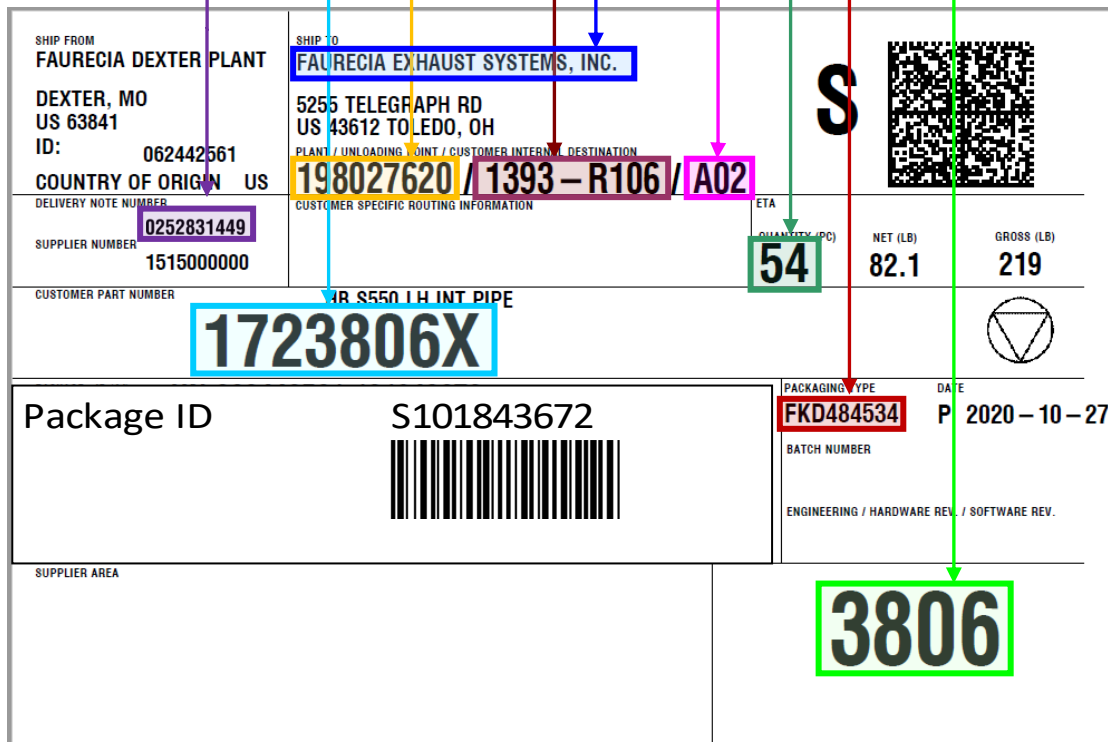 SHIP FROM
FAURECIA DEXTER PLANT
DEXTER, MO
US 63841
ID: 062442561
COUNTRY OF ORIGIN US
SHIP TO
FAURECIA EXHAUST SYSTEMS, INC.
5255 TELEGRAPH RD
US 43612 TOLEDO, OH
PLANT / UNLOADING POINT / CUSTOMER INTERNAL DESTINATION
198027620 / 1393 – R106 / A02
S
DELIVERY NOTE NUMBER
0252831449
SUPPLIER NUMBER
1515000000
CUSTOMER SPECIFIC ROUTING INFORMATION
ETA
QUANTITY (PC) NET (LB) GROSS (LB)
54 82.1 219
CUSTOMER PART NUMBER
S550 LH INT PIPE
1723806X
Package ID S101843672
PACKAGING TYPE DATE
FKD484534 P 2020 – 10 – 27
BATCH NUMBER
ENGINEERING / HARDWARE REV. / SOFTWARE REV.
SUPPLIER AREA
3806